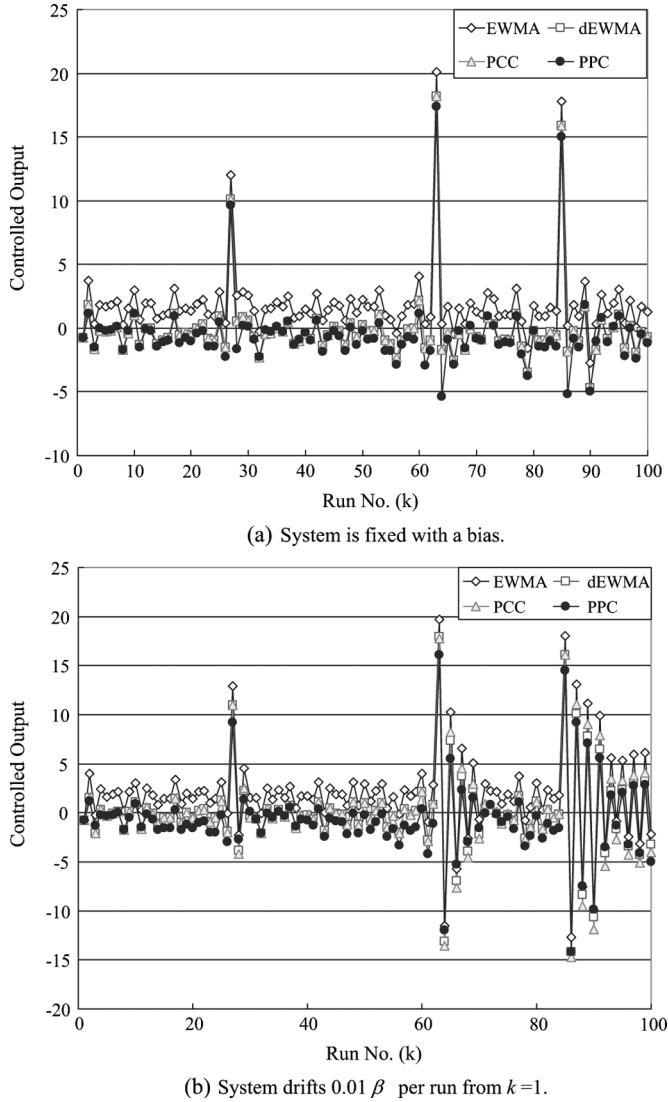 25
20
15
10
5
0
-5
-10
Controlled Output
EWMA dEWMA
PCC PPC
0 10 20 30 40 50 60 70 80 90 100
Run No. (k)
(a) System is fixed with a bias.
25
20
15
10
5
0
-5
-10
-15
-20
Controlled Output
EWMA dEWMA
PCC PPC
0 20 40 60 80 100
Run No. (k)
(b) System drifts 0.01 β per run from k =1.